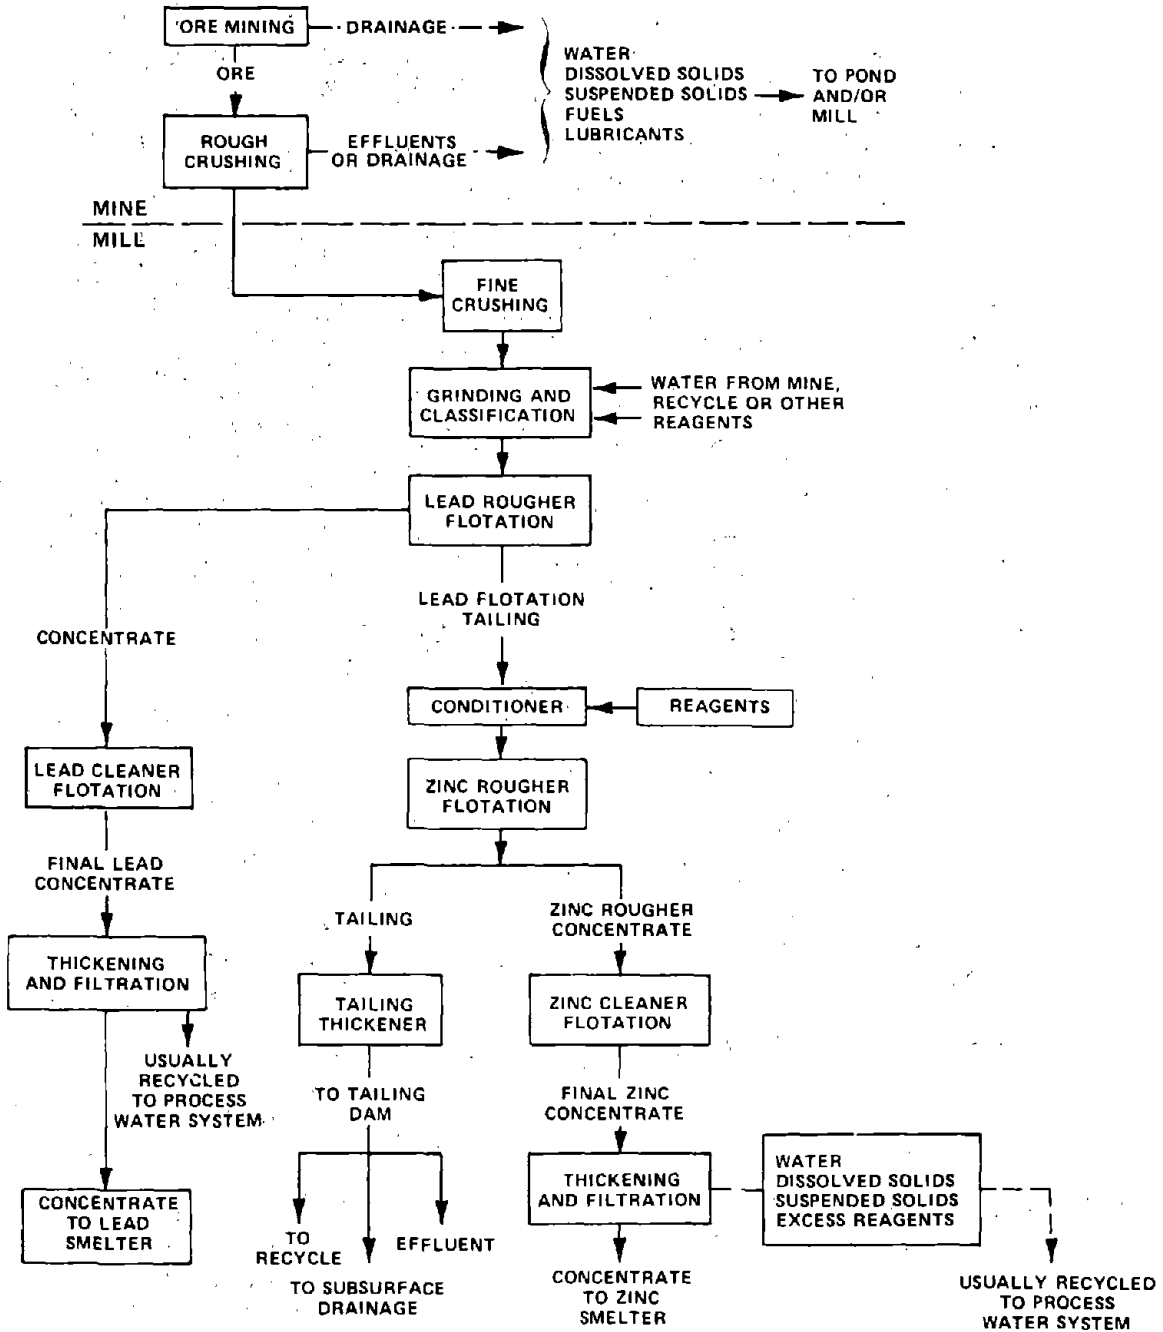 ORE MINING
DRAINAGE
ORE
WATER
DISSOLVED SOLIDS
SUSPENDED SOLIDS
FUELS
LUBRICANTS
TO POND
AND/OR
MILL
ROUGH
CRUSHING
EFFLUENTS
OR DRAINAGE
MINE
MILL
FINE
CRUSHING
GRINDING AND
CLASSIFICATION
WATER FROM MINE,
RECYCLE OR OTHER
REAGENTS
LEAD ROUGHER
FLOTATION
LEAD FLOTATION
TAILING
CONCENTRATE
CONDITIONER
REAGENTS
LEAD CLEANER
FLOTATION
ZINC ROUGHER
FLOTATION
FINAL LEAD
CONCENTRATE
TAILING
ZINC ROUGHER
CONCENTRATE
THICKENING
AND FILTRATION
TAILING
THICKENER
ZINC CLEANER
FLOTATION
USUALLY
RECYCLED
TO PROCESS
WATER SYSTEM
TO TAILING
DAM
FINAL ZINC
CONCENTRATE
THICKENING
AND FILTRATION
WATER
DISSOLVED SOLIDS
SUSPENDED SOLIDS
EXCESS REAGENTS
CONCENTRATE
TO LEAD
SMELTER
TO
RECYCLE
EFFLUENT
TO SUBSURFACE
DRAINAGE
CONCENTRATE
TO ZINC
SMELTER
USUALLY RECYCLED
TO PROCESS
WATER SYSTEM